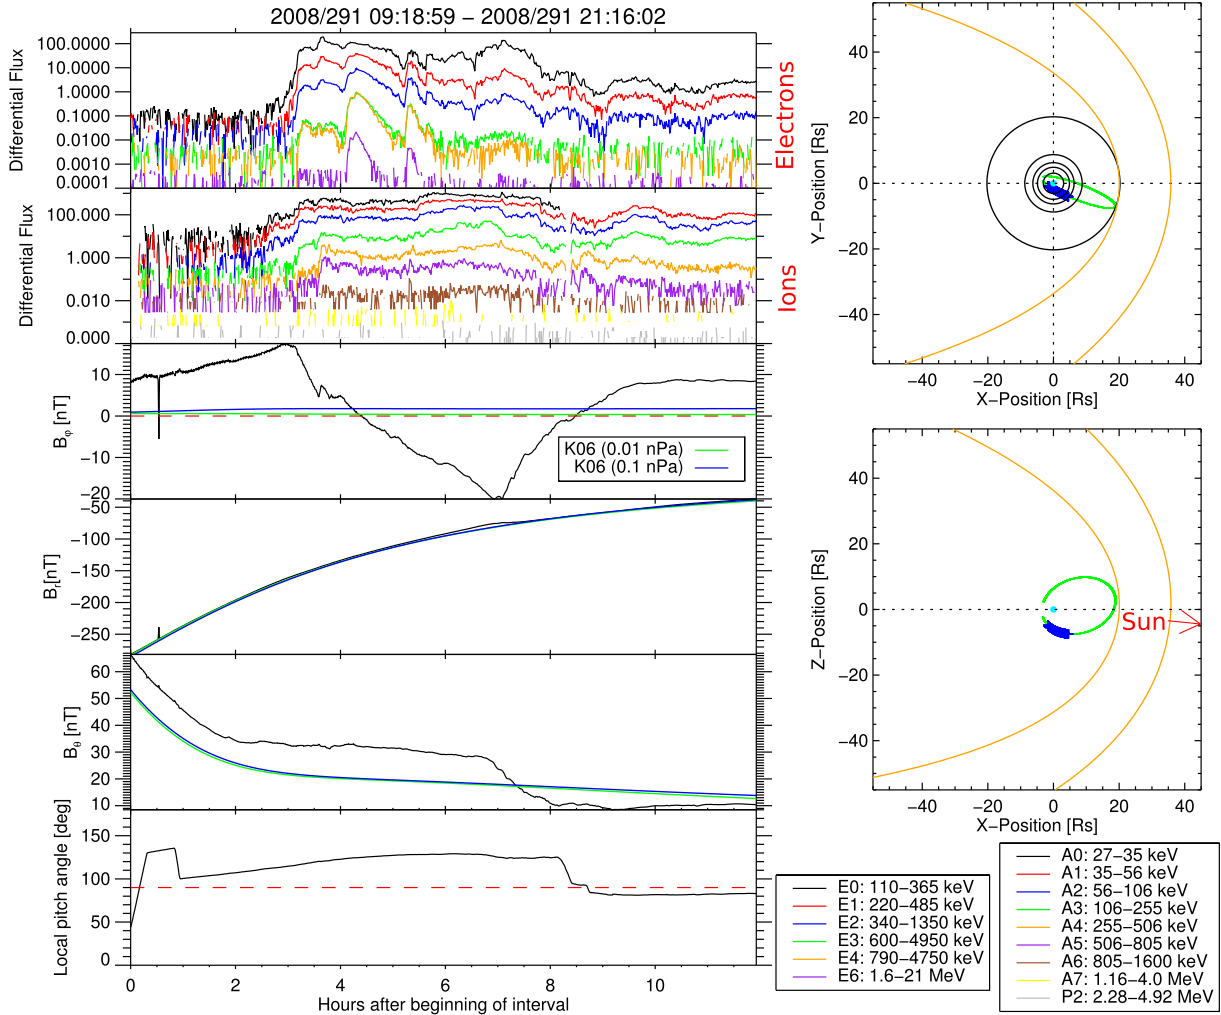 2008/291 09:18:59 − 2008/291 21:16:02
Differential Flux
100.0000
10.0000
1.0000
0.1000
0.0100
0.0010
0.0001
Electrons
Differential Flux
100.000
1.000
0.010
0.000
Ions
Bφ [nT]
10
0
−10
−20
K06 (0.01 nPa)
K06 (0.1 nPa)
Br[nT]
−50
−100
−150
−200
−250
Bθ [nT]
60
50
40
30
20
10
Local pitch angle [deg]
150
100
50
0
0 2 4 6 8 10
Hours after beginning of interval
Y−Position [Rs]
40
20
0
−20
−40
−40 −20 0 20 40
X−Position [Rs]
Z−Position [Rs]
40
20
0
−20
−40
Sun
−40 −20 0 20 40
X−Position [Rs]
E0: 110−365 keV
E1: 220−485 keV
E2: 340−1350 keV
E3: 600−4950 keV
E4: 790−4750 keV
E6: 1.6−21 MeV
A0: 27−35 keV
A1: 35−56 keV
A2: 56−106 keV
A3: 106−255 keV
A4: 255−506 keV
A5: 506−805 keV
A6: 805−1600 keV
A7: 1.16−4.0 MeV
P2: 2.28−4.92 MeV